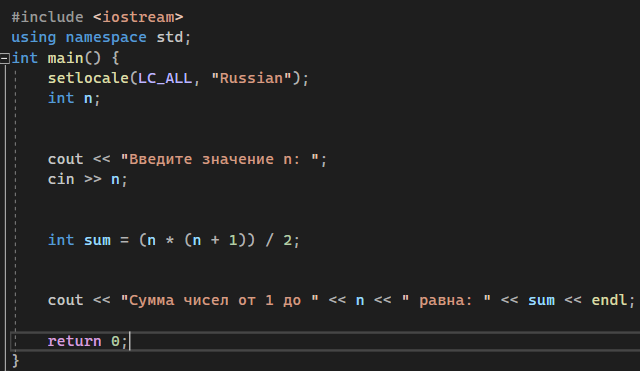 #include <iostream>
using namespace std;
int main() {
setlocale(LC_ALL, "Russian");
int n;
cout << "Введите значение n: ";
cin >> n;
int sum = (n * (n + 1)) / 2;
cout << "Сумма чисел от 1 до " << n << " равна: " << sum << endl;
return 0;
}